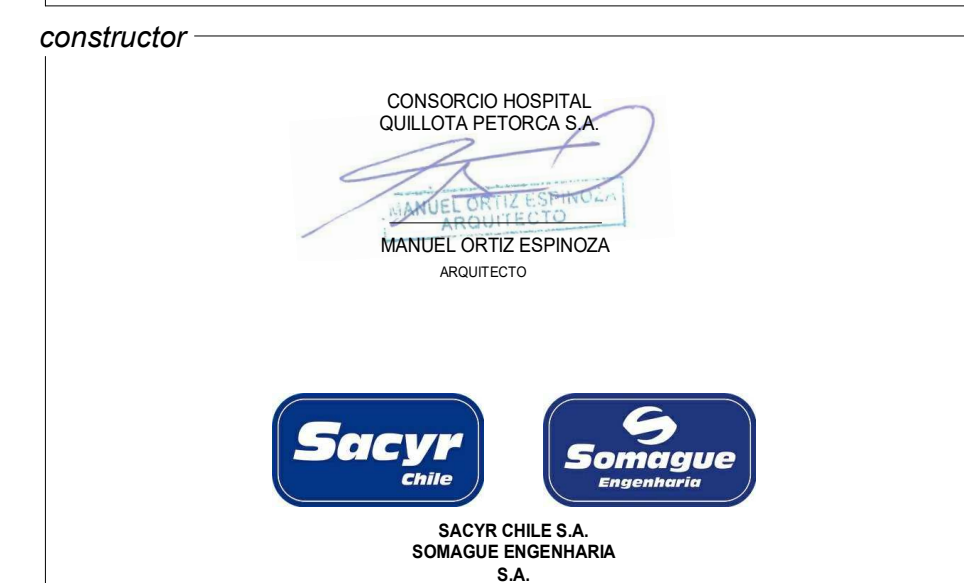 constructor
CONSORCIO HOSPITAL
QUILLOTA PETORCA S.A.
MANUEL ORTIZ ESPINOZA
ARQUITECTO
MANUEL ORTIZ ESPINOZA
ARQUITECTO
Sacyr
Chile
Somague
Engenharia
SACYR CHILE S.A.
SOMAGUE ENGENHARIA
S.A.